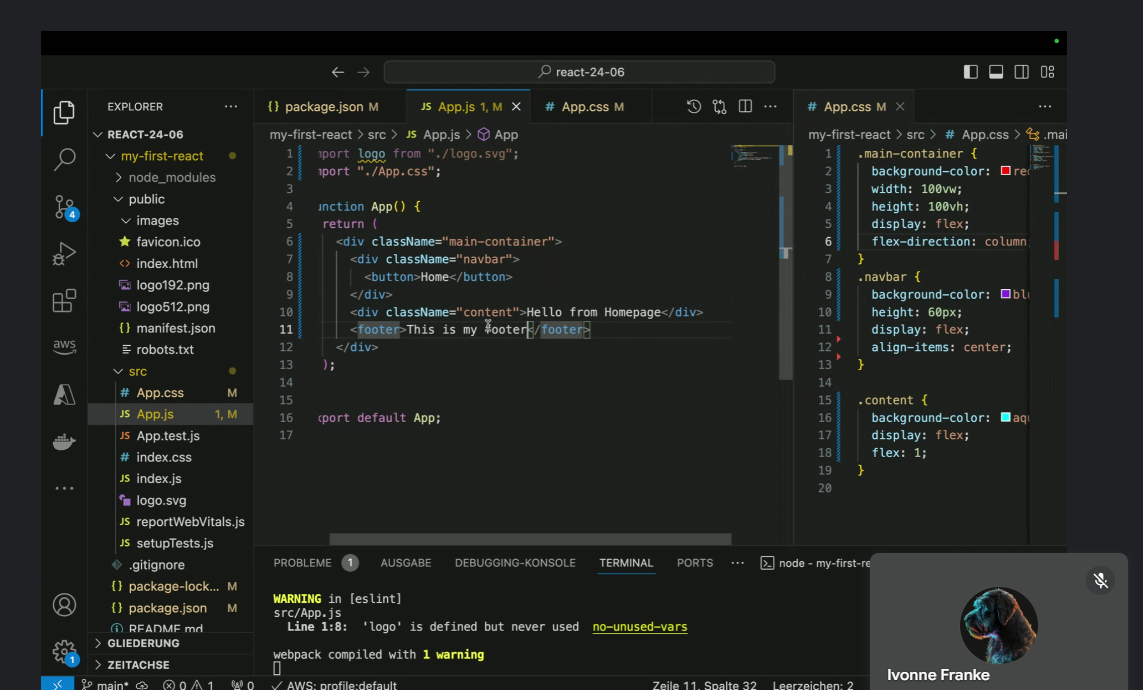 react-24-06
EXPLORER
REACT-24-06
my-first-react
node_modules
public
images
favicon.ico
index.html
logo192.png
logo512.png
{} manifest.json
robots.txt
src
# App.css M
JS App.js 1, M
JS App.test.js
# index.css
JS index.js
logo.svg
JS reportWebVitals.js
JS setupTests.js
.gitignore
{} package-lock... M
{} package.json M
README.md
GLIEDERUNG
ZEITACHSE
aws
4
1
{} package.json M
JS App.js 1, M
# App.css M
my-first-react > src > JS App.js > App
1 mport logo from "./logo.svg";
2 mport "./App.css";
3
4 unction App() {
5 return (
6 <div className="main-container">
7 <div className="navbar">
8 <button>Home</button>
9 </div>
10 <div className="content">Hello from Homepage</div>
11 <footer>This is my footer</footer>
12 </div>
13 );
14
15
16 xport default App;
17
# App.css M
my-first-react > src > # App.css > .mai
1 .main-container {
2 background-color: red
3 width: 100vw;
4 height: 100vh;
5 display: flex;
6 flex-direction: column
7 }
8 .navbar {
9 background-color: blu
10 height: 60px;
11 display: flex;
12 align-items: center;
13 }
14
15 .content {
16 background-color: aqu
17 display: flex;
18 flex: 1;
19 }
20
PROBLEME 1 AUSGABE DEBUGGING-KONSOLE TERMINAL PORTS ... node - my-first-re
WARNING in [eslint]
src/App.js
Line 1:8: 'logo' is defined but never used no-unused-vars
webpack compiled with 1 warning
main* 0 1 0 AWS: profile:default
Zeile 11, Spalte 32 Leerzeichen: 2
Ivonne Franke